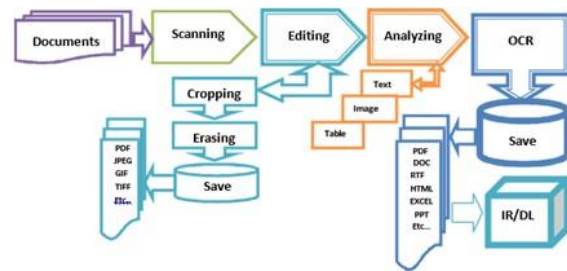 Documents
Scanning
Editing
Analyzing
OCR
Cropping
Erasing
Save
PDF
JPEG
GIF
TIFF
Text
Image
Table
Save
PDF
DOC
RTF
HTML
EXCEL
PPT
Etc...
IR/DL